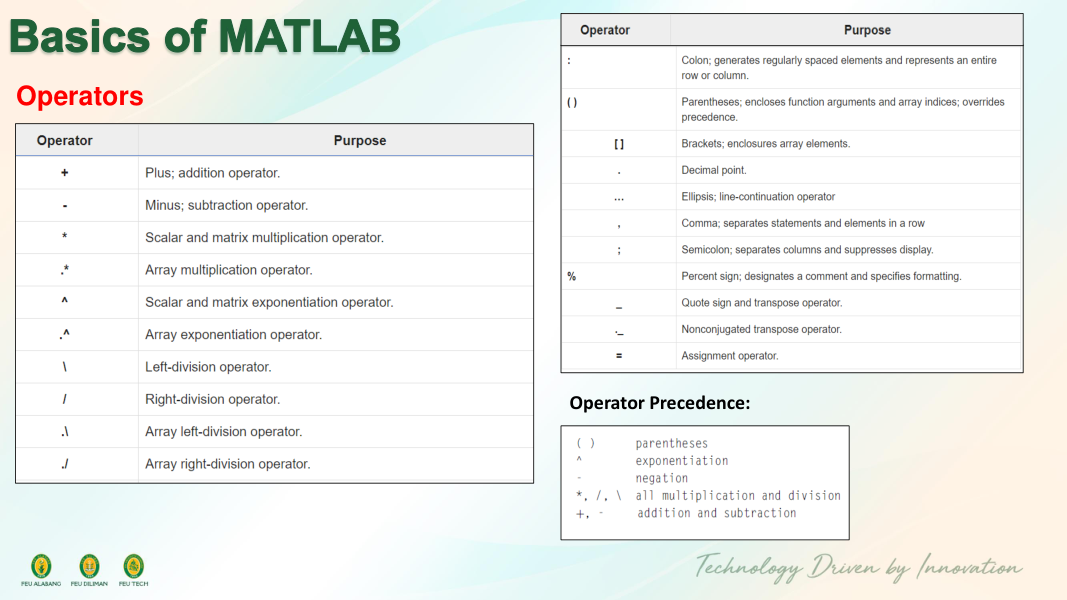 Basics of MATLAB
Operators
Operator Purpose
+ Plus; addition operator.
- Minus; subtraction operator.
* Scalar and matrix multiplication operator.
.* Array multiplication operator.
^ Scalar and matrix exponentiation operator.
.^ Array exponentiation operator.
\ Left-division operator.
/ Right-division operator.
.\ Array left-division operator.
./ Array right-division operator.
Operator Purpose
: Colon; generates regularly spaced elements and represents an entire
row or column.
( ) Parentheses; encloses function arguments and array indices; overrides
precedence.
[ ] Brackets; enclosures array elements.
. Decimal point.
... Ellipsis; line-continuation operator
, Comma; separates statements and elements in a row
; Semicolon; separates columns and suppresses display.
% Percent sign; designates a comment and specifies formatting.
_ Quote sign and transpose operator.
._ Nonconjugated transpose operator.
= Assignment operator.
Operator Precedence:
( ) parentheses
^ exponentiation
- negation
*, /, \ all multiplication and division
+, - addition and subtraction
FEU ALABANG FEU DILIMAN FEU TECH
Technology Driven by Innovation